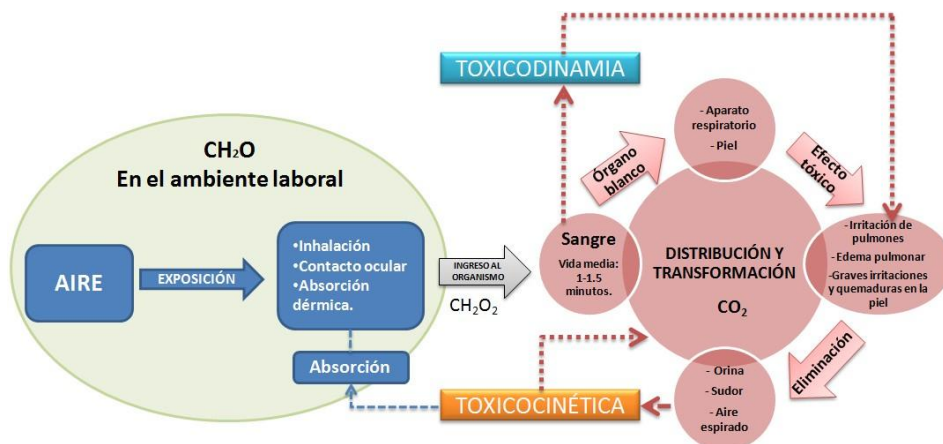 TOXICODINAMIA
CH₂O
En el ambiente laboral
AIRE
EXPOSICIÓN
•Inhalación
•Contacto ocular
•Absorción
dérmica.
Absorción
INGRESO AL
ORGANISMO
CH₂O₂
Sangre
Vida media:
1-1.5
minutos.
Órgano
blanco
- Aparato
respiratorio
- Piel
Efecto
tóxico
- Irritación de
pulmones
- Edema pulmonar
-Graves irritaciones
y quemaduras en la
piel
DISTRIBUCIÓN Y
TRANSFORMACIÓN
CO₂
Eliminación
- Orina
- Sudor
- Aire
espirado
TOXICOCINÉTICA